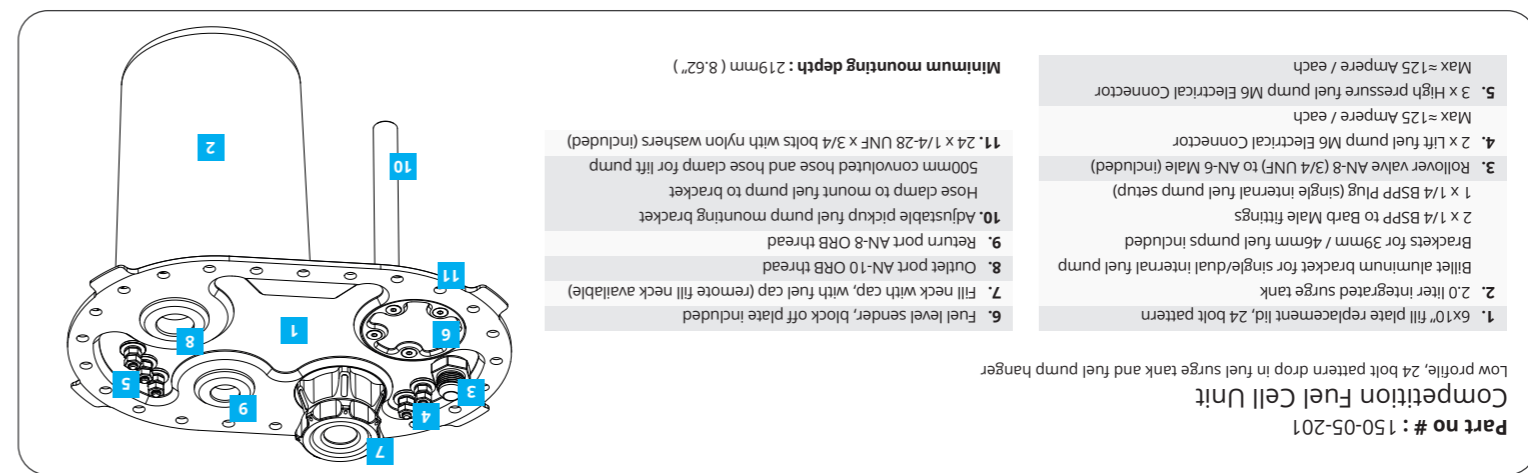 Part no # : 150-05-201
Competition Fuel Cell Unit
Low profile, 24 bolt pattern drop in fuel surge tank and fuel pump hanger
1. 6x10" fill plate replacement lid, 24 bolt pattern
2. 2.0 liter integrated surge tank
Billet aluminum bracket for single/dual internal fuel pump
Brackets for 39mm / 46mm fuel pumps included
2 x 1/4 BSPP to Barb Male fittings
1 x 1/4 BSPP Plug (single internal fuel pump setup)
3. Rollover valve AN-8 (3/4 UNF) to AN-6 Male (included)
4. 2 x Lift fuel pump M6 Electrical Connector
Max ≈125 Ampere / each
5. 3 x High pressure fuel pump M6 Electrical Connector
Max ≈125 Ampere / each
6. Fuel level sender, block off plate included
7. Fill neck with cap, with fuel cap (remote fill neck available)
8. Outlet port AN-10 ORB thread
9. Return port AN-8 ORB thread
10. Adjustable pickup fuel pump mounting bracket
Hose clamp to mount fuel pump to bracket
500mm convoluted hose and hose clamp for lift pump
11. 24 x 1/4-28 UNF x 3/4 bolts with nylon washers (included)
Minimum mounting depth : 219mm ( 8.62" )
7
4
3
9
5
6
8
1
11
10
2